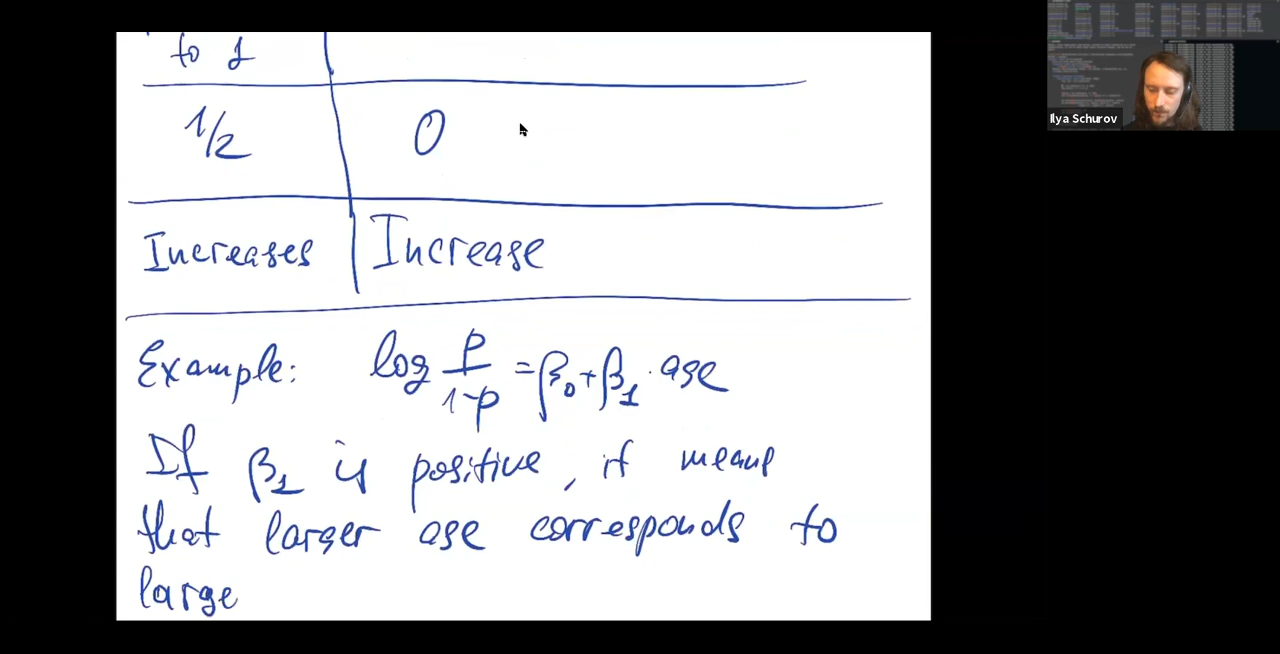 to 1
1/2 0
Increases Increase
Example: log p/1-p = β₀ + β₁ · age
If β₁ is positive, it means
that larger age corresponds to
large
Ilya Schurov